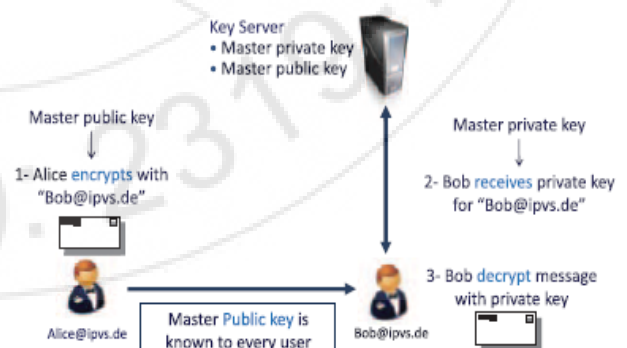 Key Server
• Master private key
• Master public key
Master public key
1- Alice encrypts with
"Bob@ipvs.de"
Master private key
2- Bob receives private key
for "Bob@ipvs.de"
3- Bob decrypt message
with private key
Alice@ipvs.de
Master Public key is
known to every user
Bob@ipvs.de
: 2319: